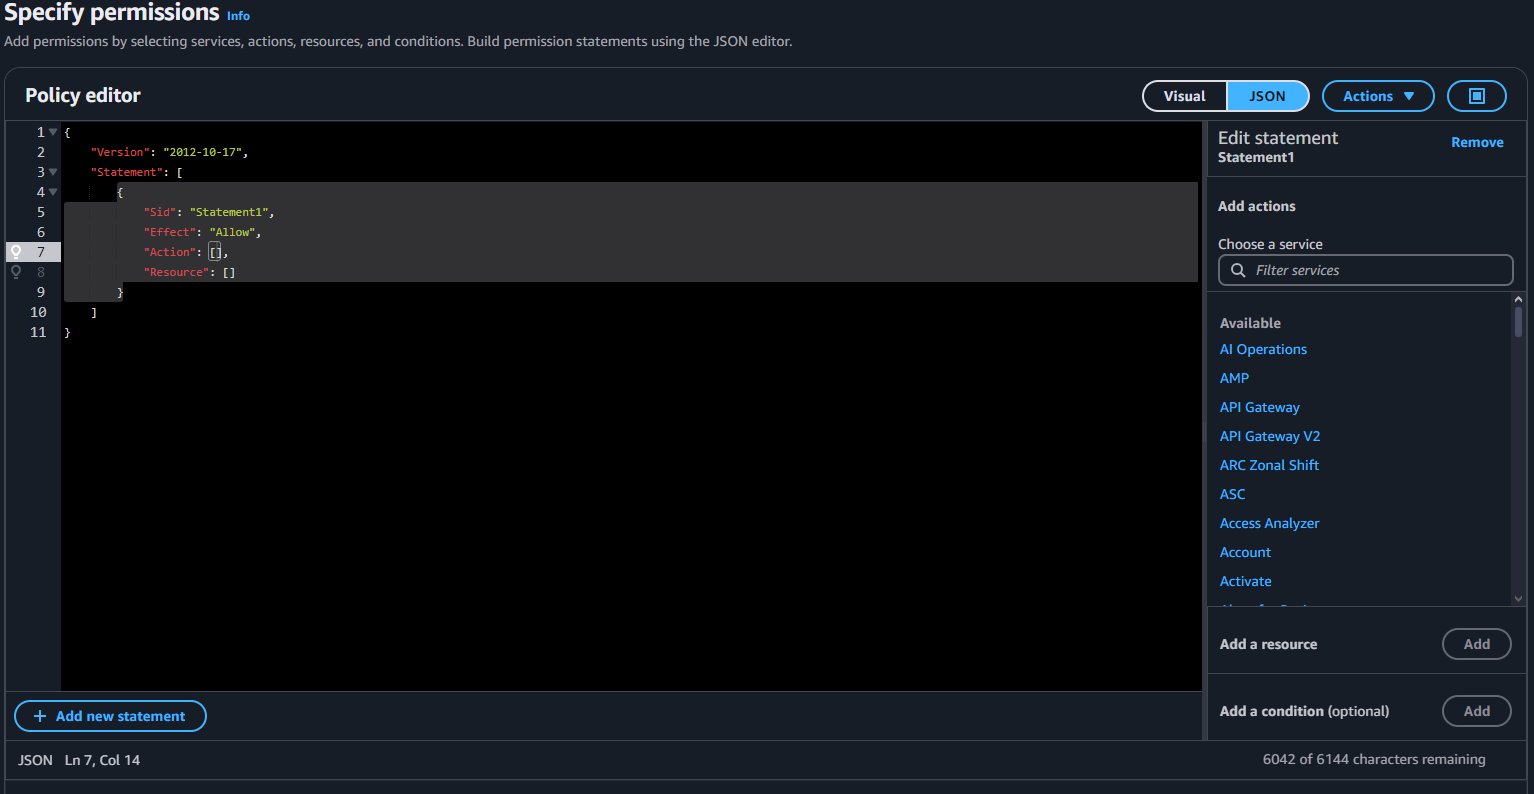 Specify permissions Info
Add permissions by selecting services, actions, resources, and conditions. Build permission statements using the JSON editor.
Policy editor
Visual
JSON
Actions
1 {
2 "Version": "2012-10-17",
3 "Statement": [
4 {
5 "Sid": "Statement1",
6 "Effect": "Allow",
7 "Action": [],
8 "Resource": []
9 }
10 ]
11 }
+ Add new statement
JSON Ln 7, Col 14
Edit statement
Statement1
Remove
Add actions
Choose a service
Filter services
Available
AI Operations
AMP
API Gateway
API Gateway V2
ARC Zonal Shift
ASC
Access Analyzer
Account
Activate
Add a resource
Add
Add a condition (optional)
Add
6042 of 6144 characters remaining